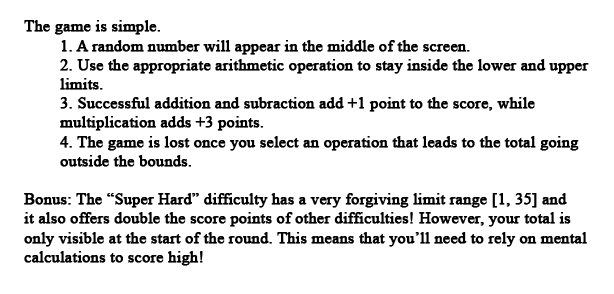 The game is simple.
1. A random number will appear in the middle of the screen.
2. Use the appropriate arithmetic operation to stay inside the lower and upper
limits.
3. Successful addition and subraction add +1 point to the score, while
multiplication adds +3 points.
4. The game is lost once you select an operation that leads to the total going
outside the bounds.
Bonus: The “Super Hard” difficulty has a very forgiving limit range [1, 35] and
it also offers double the score points of other difficulties! However, your total is
only visible at the start of the round. This means that you’ll need to rely on mental
calculations to score high!